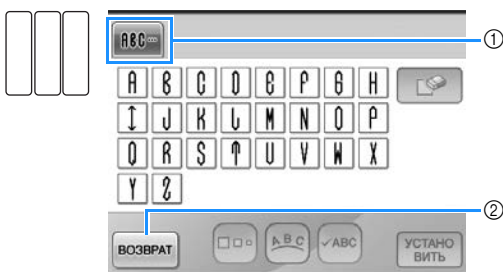 ABC
①
A B C D E F G H
I J K L M N O P
Q R S T U V W X
Y Z
②
ВОЗВРАТ
ABC
✓ABC
УСТАНО
ВИТЬ